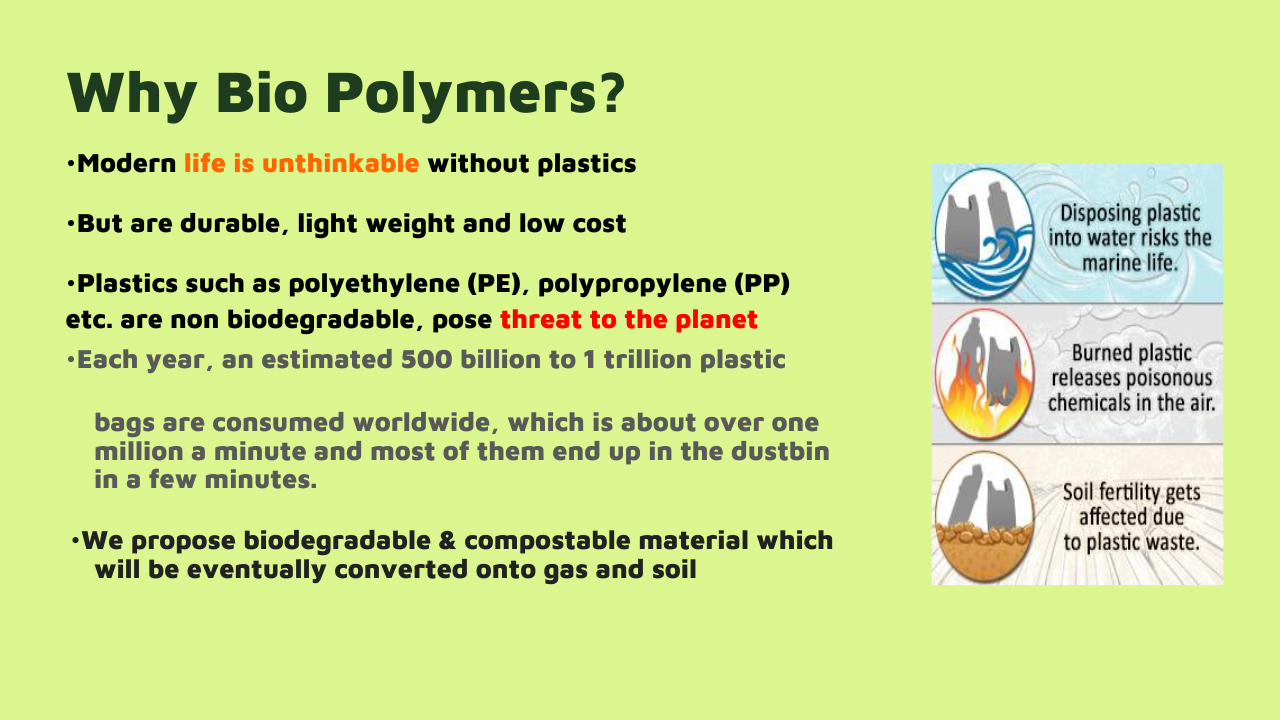 Why Bio Polymers?
•Modern life is unthinkable without plastics
•But are durable, light weight and low cost
•Plastics such as polyethylene (PE), polypropylene (PP)
etc. are non biodegradable, pose threat to the planet
•Each year, an estimated 500 billion to 1 trillion plastic
bags are consumed worldwide, which is about over one
million a minute and most of them end up in the dustbin
in a few minutes.
•We propose biodegradable & compostable material which
will be eventually converted onto gas and soil
Disposing plastic
into water risks the
marine life.
Burned plastic
releases poisonous
chemicals in the air.
Soil fertility gets
affected due
to plastic waste.